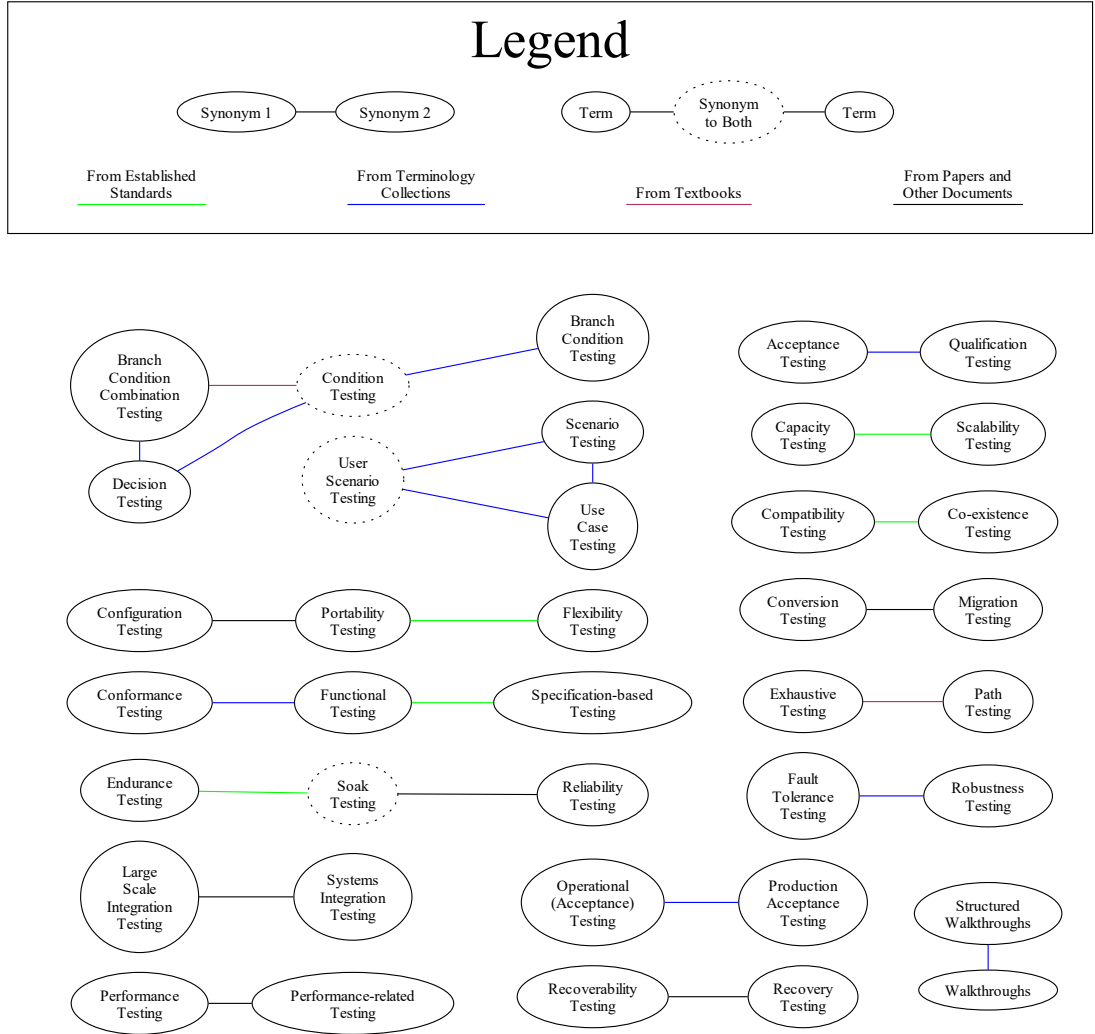 Legend
Synonym 1
Synonym 2
Term
Synonym
to Both
Term
From Established
Standards
From Terminology
Collections
From Textbooks
From Papers and
Other Documents
Branch
Condition
Combination
Testing
Condition
Testing
Branch
Condition
Testing
Decision
Testing
User
Scenario
Testing
Scenario
Testing
Use
Case
Testing
Acceptance
Testing
Qualification
Testing
Capacity
Testing
Scalability
Testing
Compatibility
Testing
Co-existence
Testing
Configuration
Testing
Portability
Testing
Flexibility
Testing
Conversion
Testing
Migration
Testing
Conformance
Testing
Functional
Testing
Specification-based
Testing
Exhaustive
Testing
Path
Testing
Endurance
Testing
Soak
Testing
Reliability
Testing
Fault
Tolerance
Testing
Robustness
Testing
Large
Scale
Integration
Testing
Systems
Integration
Testing
Operational
(Acceptance)
Testing
Production
Acceptance
Testing
Structured
Walkthroughs
Walkthroughs
Performance
Testing
Performance-related
Testing
Recoverability
Testing
Recovery
Testing